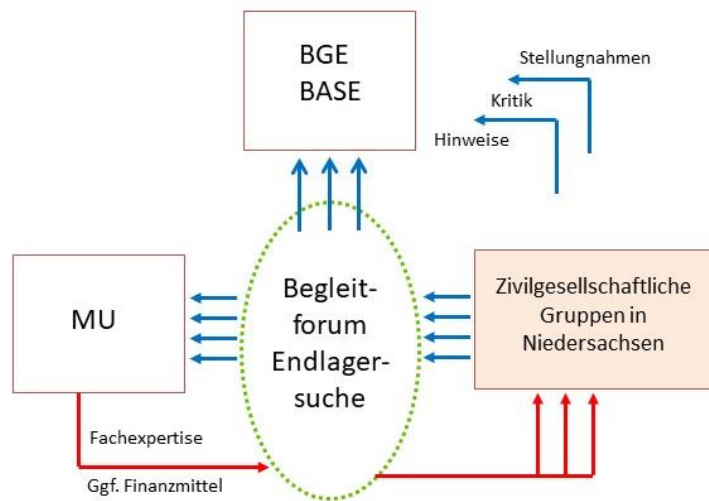 BGE
BASE
Stellungnahmen
Kritik
Hinweise
MU
Begleit-
forum
Endlager-
suche
Zivilgesellschaftliche
Gruppen in
Niedersachsen
Fachexpertise
Ggf. Finanzmittel